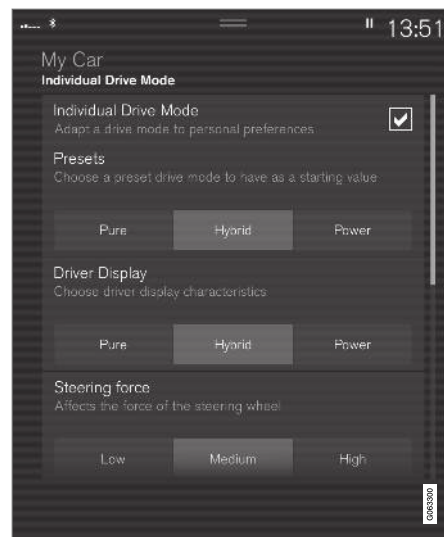 13:51
My Car
Individual Drive Mode
Individual Drive Mode
Adapt a drive mode to personal preferences
Presets
Choose a preset drive mode to have as a starting value
Pure Hybrid Power
Driver Display
Choose driver display characteristics
Pure Hybrid Power
Steering force
Affects the force of the steering wheel
Low Medium High
G063300